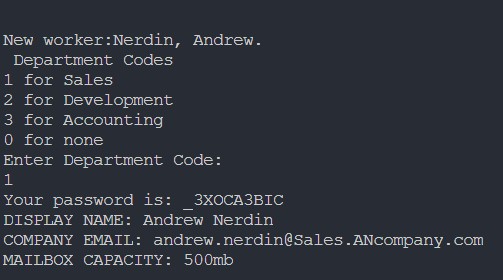 New worker:Nerdin, Andrew.
Department Codes
1 for Sales
2 for Development
3 for Accounting
0 for none
Enter Department Code:
1
Your password is: _3XOCA3BIC
DISPLAY NAME: Andrew Nerdin
COMPANY EMAIL: andrew.nerdin@Sales.ANcompany.com
MAILBOX CAPACITY: 500mb